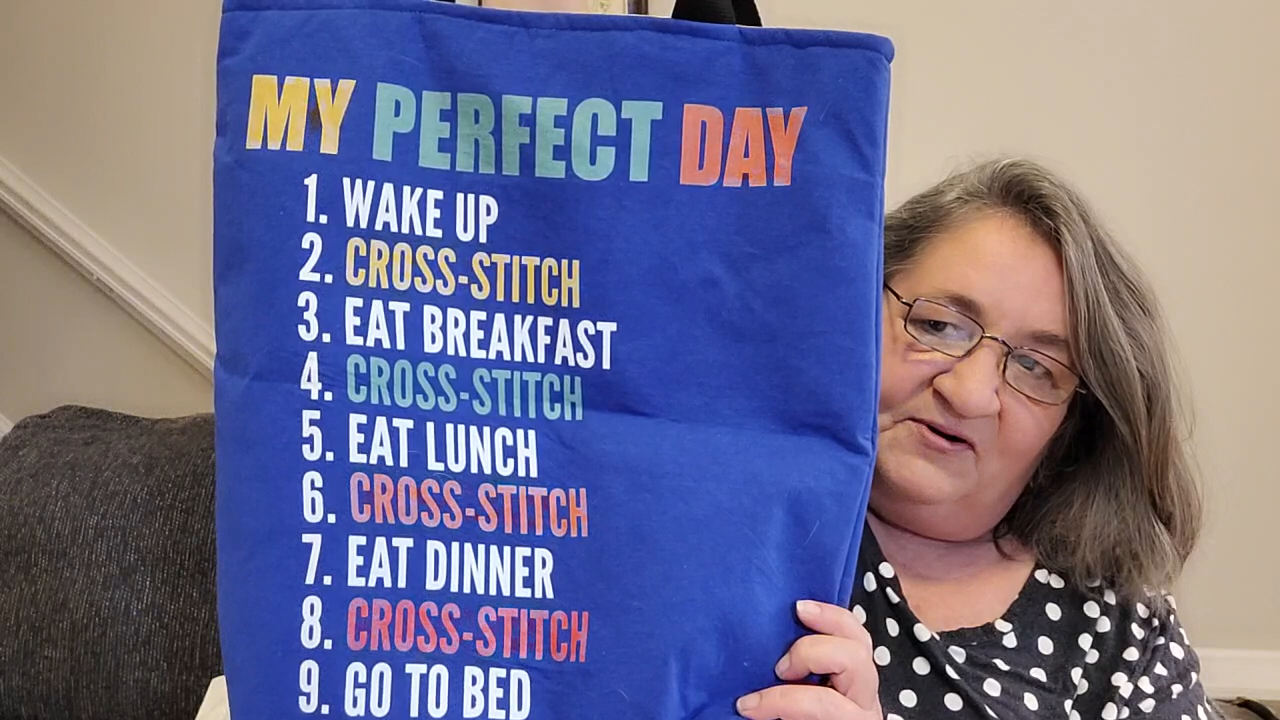 MY PERFECT DAY
1. WAKE UP
2. CROSS-STITCH
3. EAT BREAKFAST
4. CROSS-STITCH
5. EAT LUNCH
6. CROSS-STITCH
7. EAT DINNER
8. CROSS-STITCH
9. GO TO BED